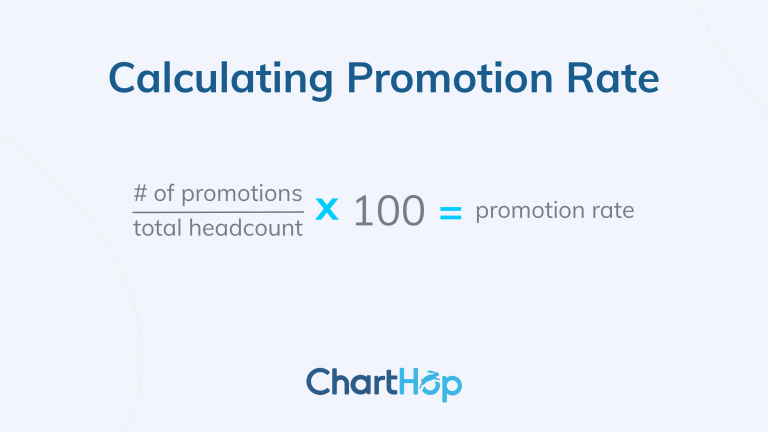 Calculating Promotion Rate
# of promotions
total headcount
x 100 = promotion rate
ChartHop